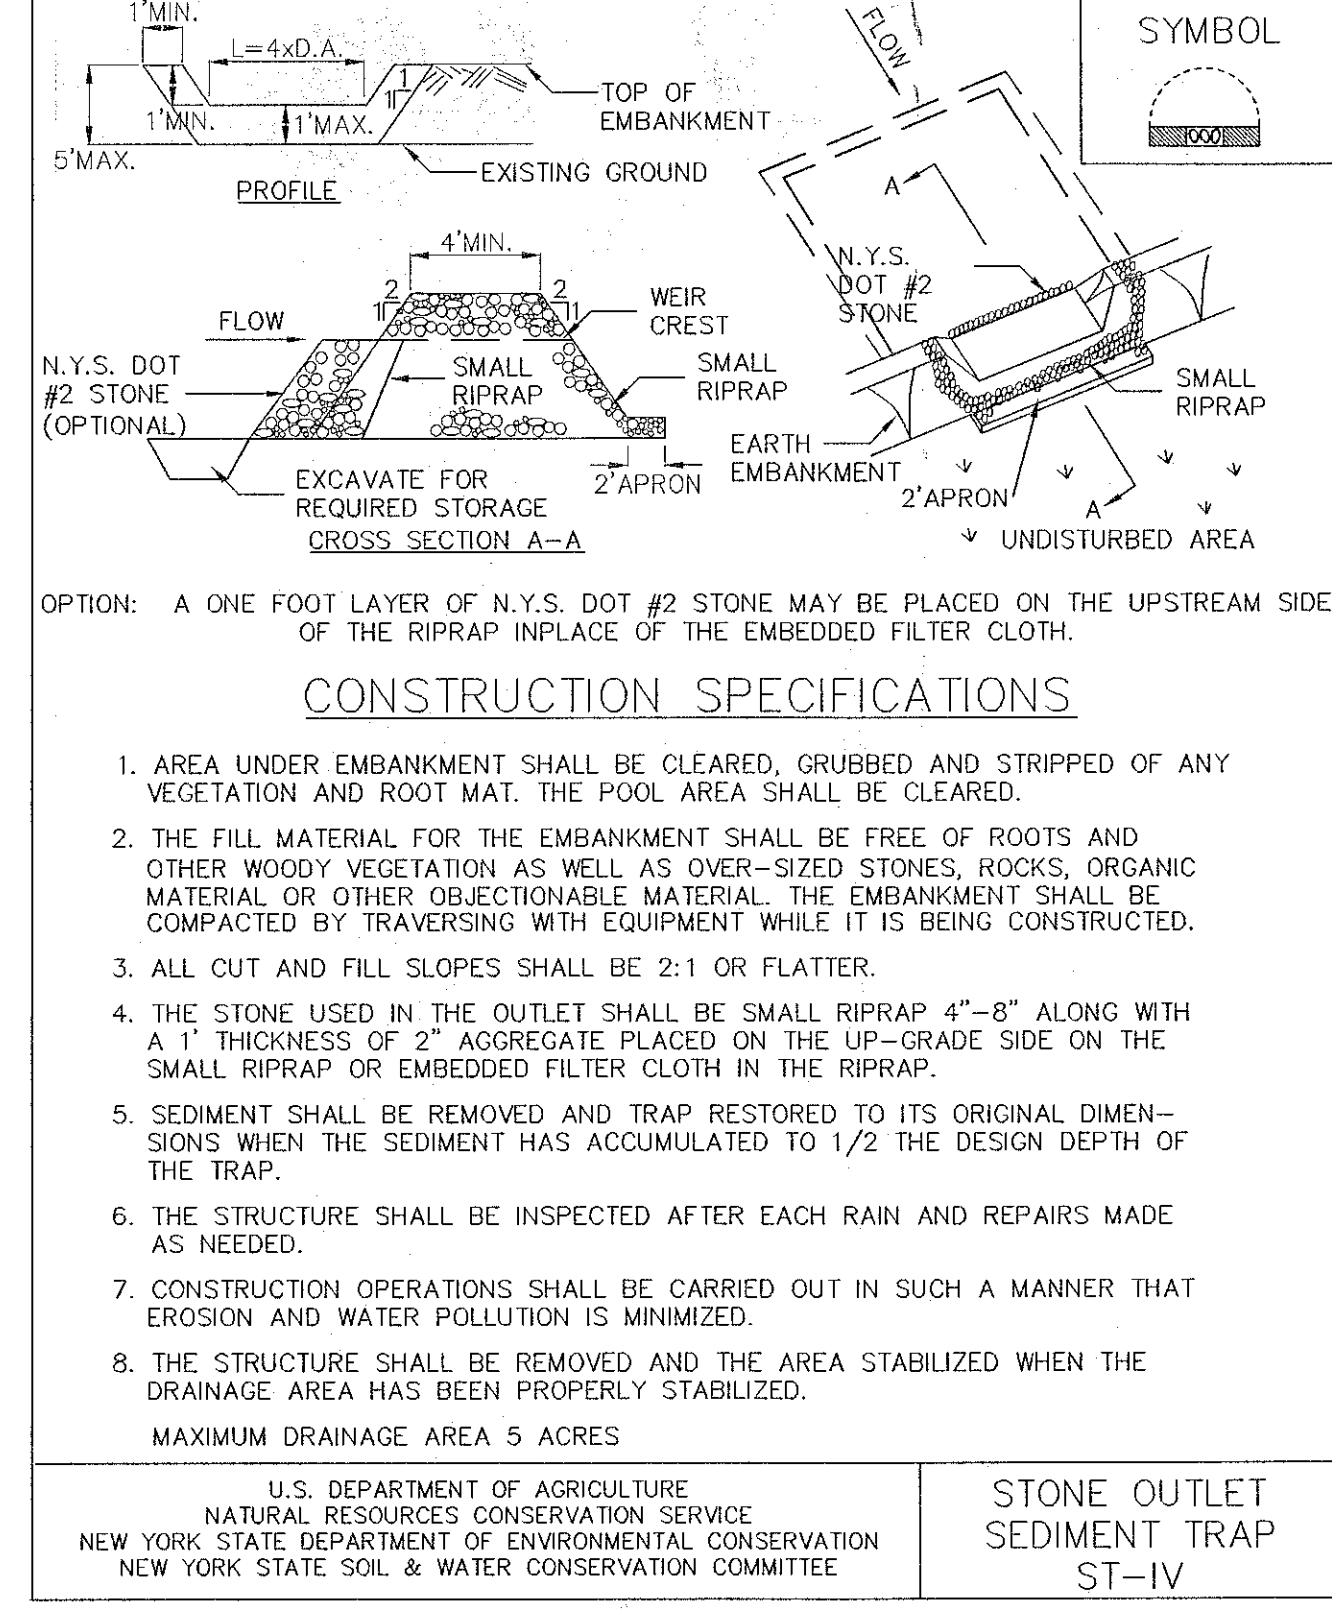 1'MIN.
L=4xD.A.
1
1
1'MIN.
1'MAX.
5'MAX.
TOP OF
EMBANKMENT
EXISTING GROUND
PROFILE
FLOW
SYMBOL
A
N.Y.S.
DOT #2
STONE
SMALL
RIPRAP
EARTH
EMBANKMENT
2'APRON
A
UNDISTURBED AREA
4'MIN.
2
1
2
1
FLOW
WEIR
CREST
N.Y.S. DOT
#2 STONE
(OPTIONAL)
SMALL
RIPRAP
SMALL
RIPRAP
EXCAVATE FOR
REQUIRED STORAGE
2'APRON
CROSS SECTION A-A
OPTION: A ONE FOOT LAYER OF N.Y.S. DOT #2 STONE MAY BE PLACED ON THE UPSTREAM SIDE
OF THE RIPRAP INPLACE OF THE EMBEDDED FILTER CLOTH.
CONSTRUCTION SPECIFICATIONS
1. AREA UNDER EMBANKMENT SHALL BE CLEARED, GRUBBED AND STRIPPED OF ANY
VEGETATION AND ROOT MAT. THE POOL AREA SHALL BE CLEARED.
2. THE FILL MATERIAL FOR THE EMBANKMENT SHALL BE FREE OF ROOTS AND
OTHER WOODY VEGETATION AS WELL AS OVER-SIZED STONES, ROCKS, ORGANIC
MATERIAL OR OTHER OBJECTIONABLE MATERIAL. THE EMBANKMENT SHALL BE
COMPACTED BY TRAVERSING WITH EQUIPMENT WHILE IT IS BEING CONSTRUCTED.
3. ALL CUT AND FILL SLOPES SHALL BE 2:1 OR FLATTER.
4. THE STONE USED IN THE OUTLET SHALL BE SMALL RIPRAP 4"-8" ALONG WITH
A 1' THICKNESS OF 2" AGGREGATE PLACED ON THE UP-GRADE SIDE ON THE
SMALL RIPRAP OR EMBEDDED FILTER CLOTH IN THE RIPRAP.
5. SEDIMENT SHALL BE REMOVED AND TRAP RESTORED TO ITS ORIGINAL DIMEN-
SIONS WHEN THE SEDIMENT HAS ACCUMULATED TO 1/2 THE DESIGN DEPTH OF
THE TRAP.
6. THE STRUCTURE SHALL BE INSPECTED AFTER EACH RAIN AND REPAIRS MADE
AS NEEDED.
7. CONSTRUCTION OPERATIONS SHALL BE CARRIED OUT IN SUCH A MANNER THAT
EROSION AND WATER POLLUTION IS MINIMIZED.
8. THE STRUCTURE SHALL BE REMOVED AND THE AREA STABILIZED WHEN THE
DRAINAGE AREA HAS BEEN PROPERLY STABILIZED.
MAXIMUM DRAINAGE AREA 5 ACRES
U.S. DEPARTMENT OF AGRICULTURE
NATURAL RESOURCES CONSERVATION SERVICE
NEW YORK STATE DEPARTMENT OF ENVIRONMENTAL CONSERVATION
NEW YORK STATE SOIL & WATER CONSERVATION COMMITTEE
STONE OUTLET
SEDIMENT TRAP
ST-IV